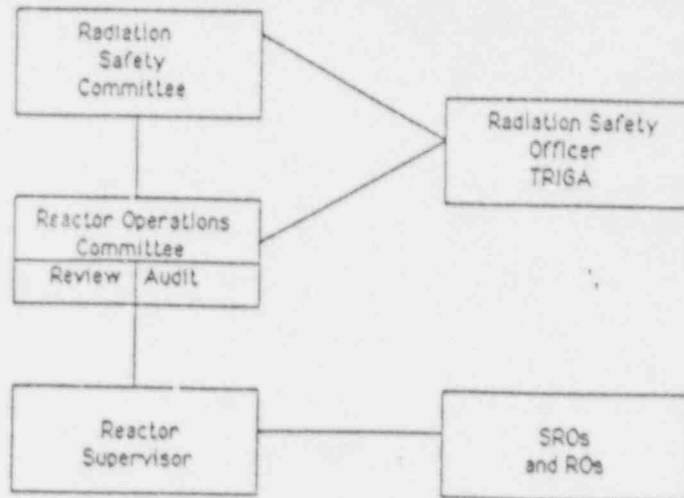 Radiation
Safety
Committee
Radiation Safety
Officer
TRIGA
Reactor Operations
Committee
Review Audit
Reactor
Supervisor
SROs
and ROs